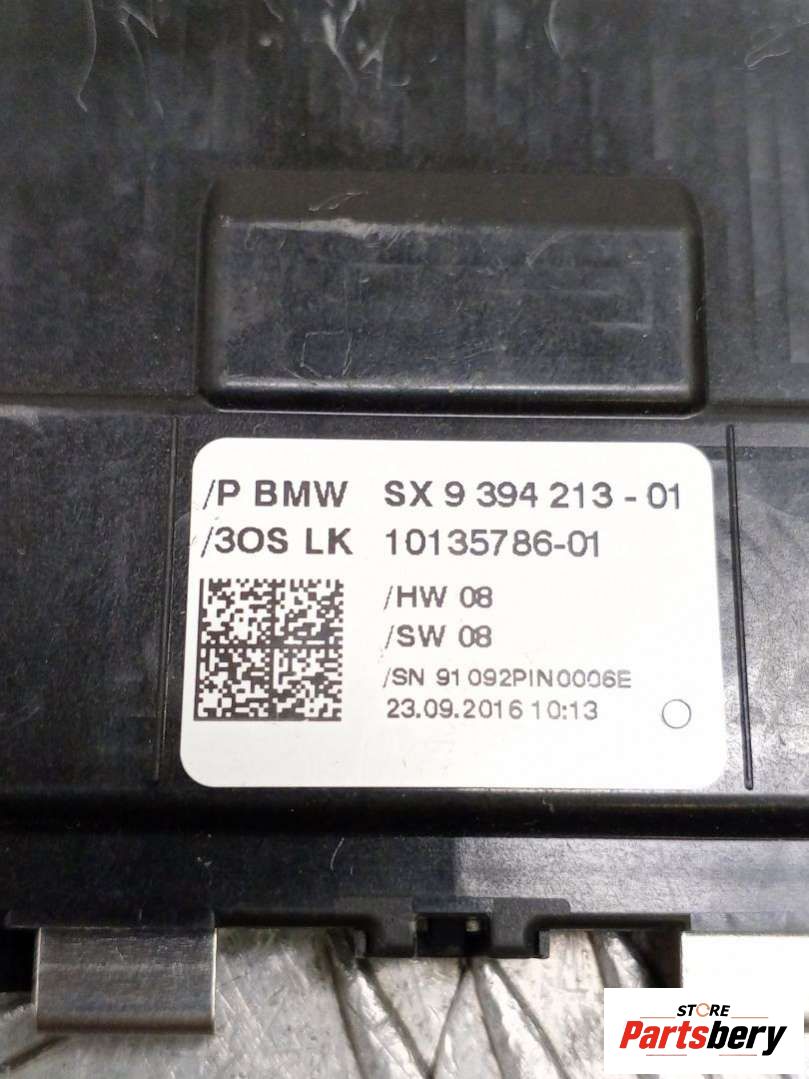 /P BMW SX 9 394 213 - 01
/3OS LK 10135786-01
/HW 08
/SW 08
/SN 91 092PIN0006E
23.09.2016 10:13
STORE
Partsbery